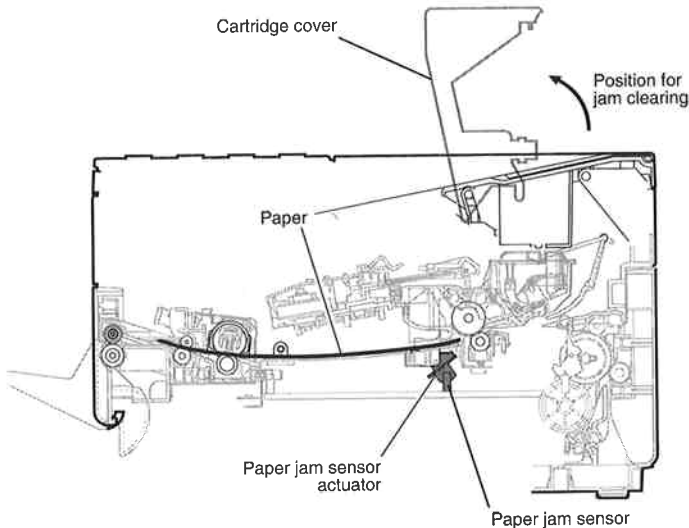 Cartridge cover
Position for
jam clearing
Paper
Paper jam sensor
actuator
Paper jam sensor